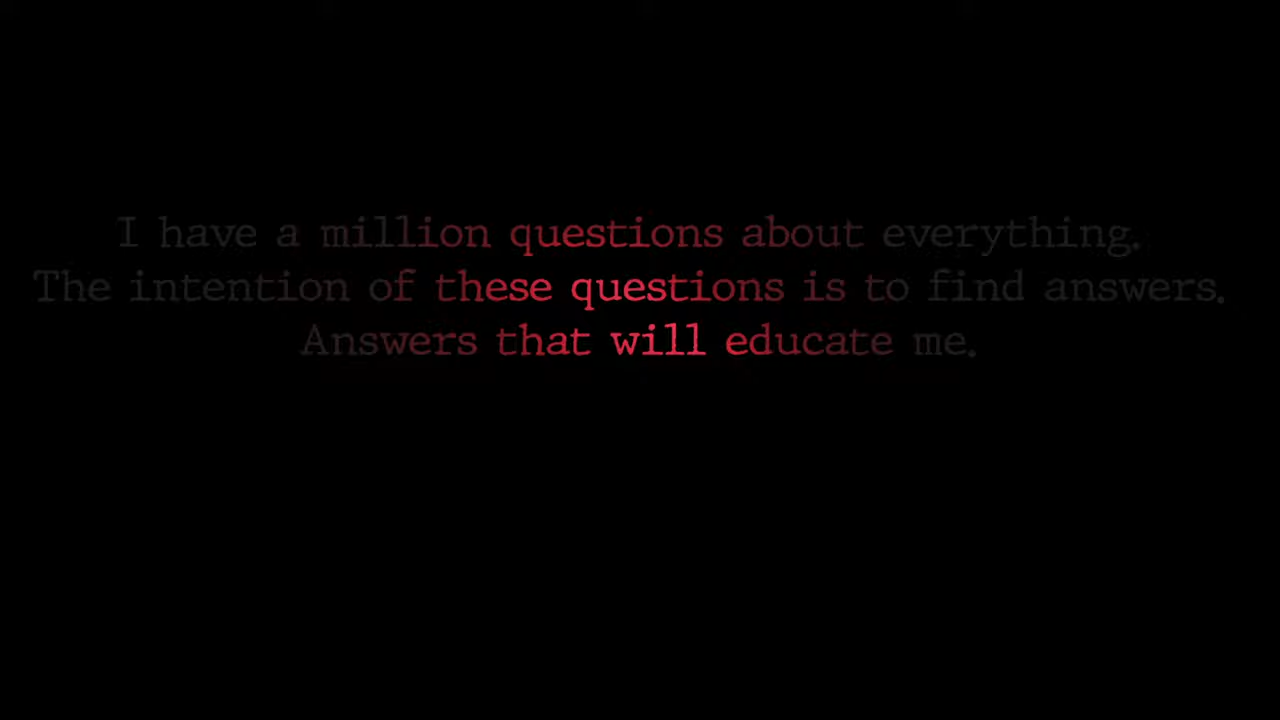 I have a million questions about everything.
The intention of these questions is to find answers.
Answers that will educate me.